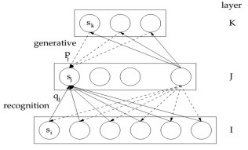 layer
s_k
K
generative
p_j
s_j
J
q_j
recognition
s_i
I